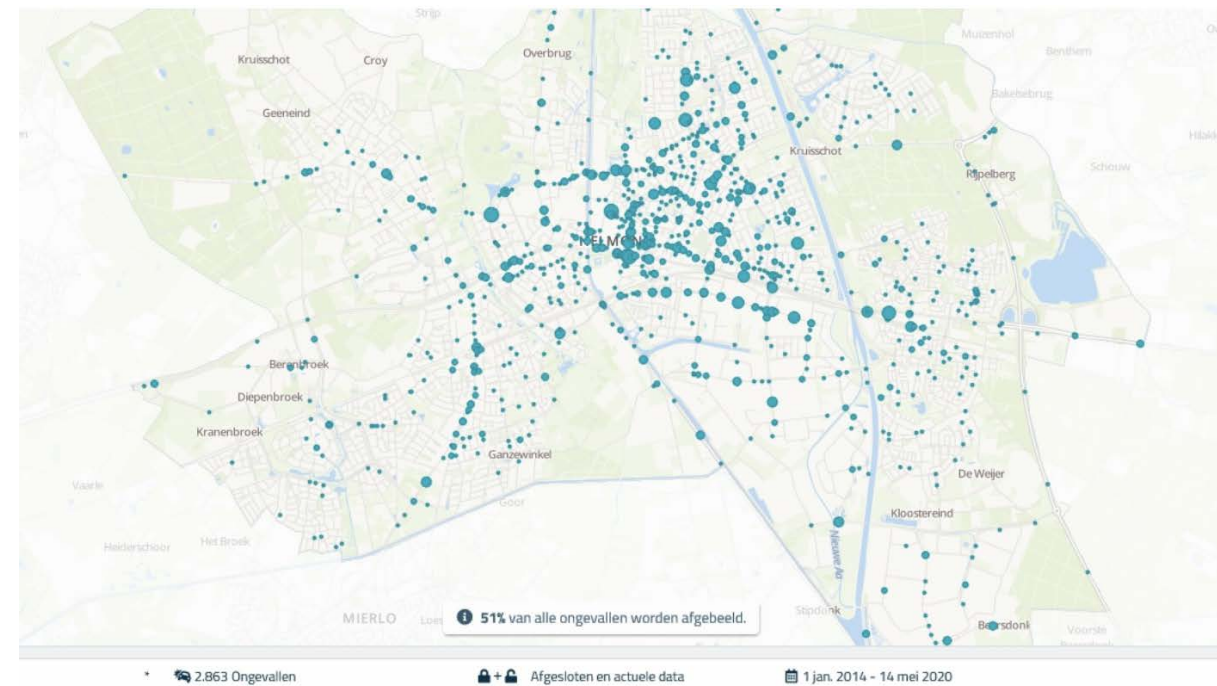 Strijp
Muizenhol
Kruisschot
Croy
Overbrug
Benthem
Bakelsebrug
Geeneind
Kruisschot
Schouw
Rijpelberg
HELMOND
Berenbroek
Diepenbroek
Kranenbroek
Ganzewinkel
De Weijer
Vaarle
Goor
Kloostereind
Heiderschoor
Het Broek
Nieuwe Aa
MIERLO
Stipdonk
Beersdonk
Voorste
51% van alle ongevallen worden afgebeeld.
* 2.863 Ongevallen
+ Afgesloten en actuele data
1 jan. 2014 - 14 mei 2020